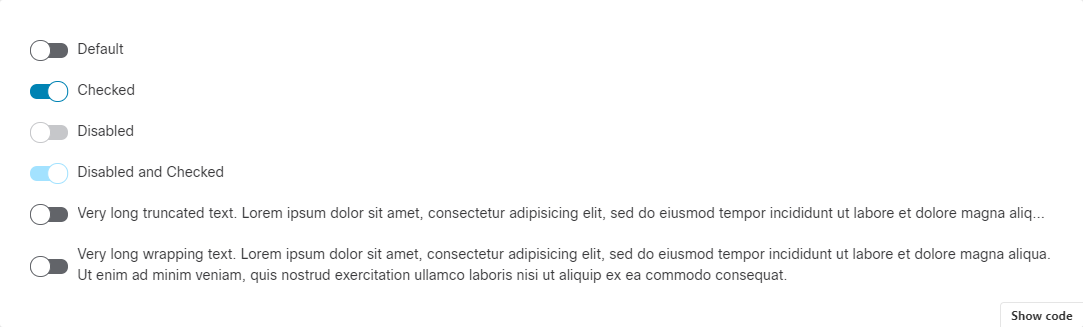 Default
Checked
Disabled
Disabled and Checked
Very long truncated text. Lorem ipsum dolor sit amet, consectetur adipisicing elit, sed do eiusmod tempor incididunt ut labore et dolore magna aliq...
Very long wrapping text. Lorem ipsum dolor sit amet, consectetur adipisicing elit, sed do eiusmod tempor incididunt ut labore et dolore magna aliqua.
Ut enim ad minim veniam, quis nostrud exercitation ullamco laboris nisi ut aliquip ex ea commodo consequat.
Show code